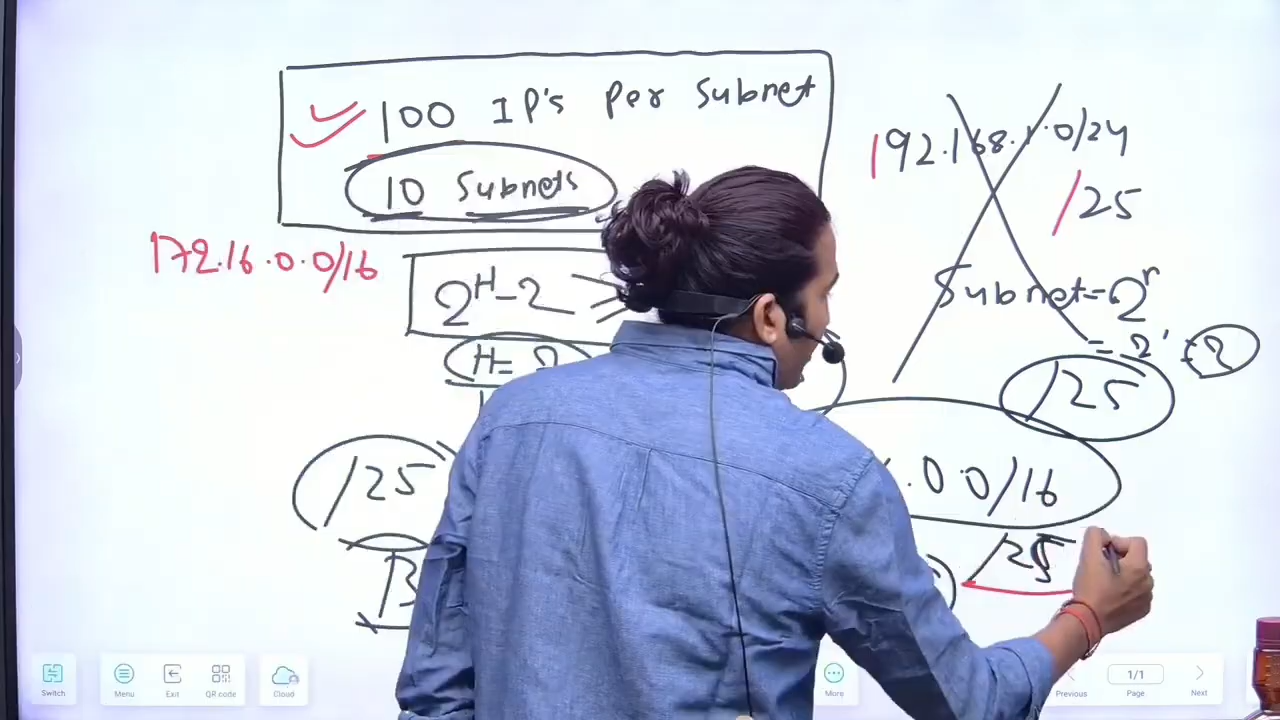 100 IP's Per Subnet
10 Subnets
192.168.1.0/24
/25
172.16.0.0/16
2^H-2
Subnet=2^r
= 2^1 = 2
/25
H=
/25
.0.0/16
/25
Switch
Menu
Exit
QR code
Cloud
More
Previous
1/1
Page
Next